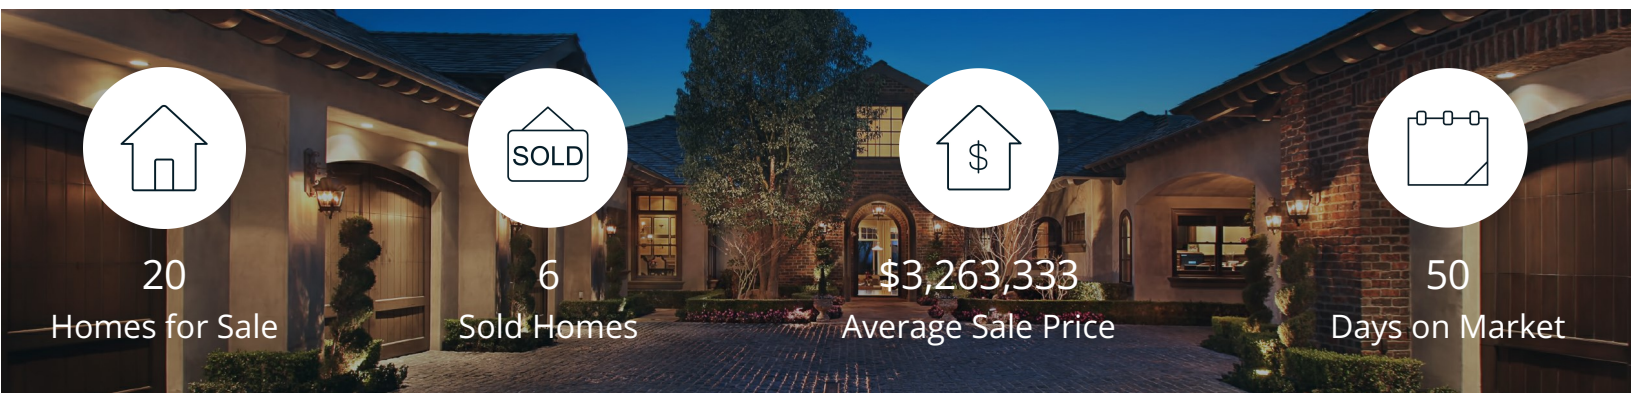 SOLD
$
20
6
$3,263,333
50
Homes for Sale
Sold Homes
Average Sale Price
Days on Market